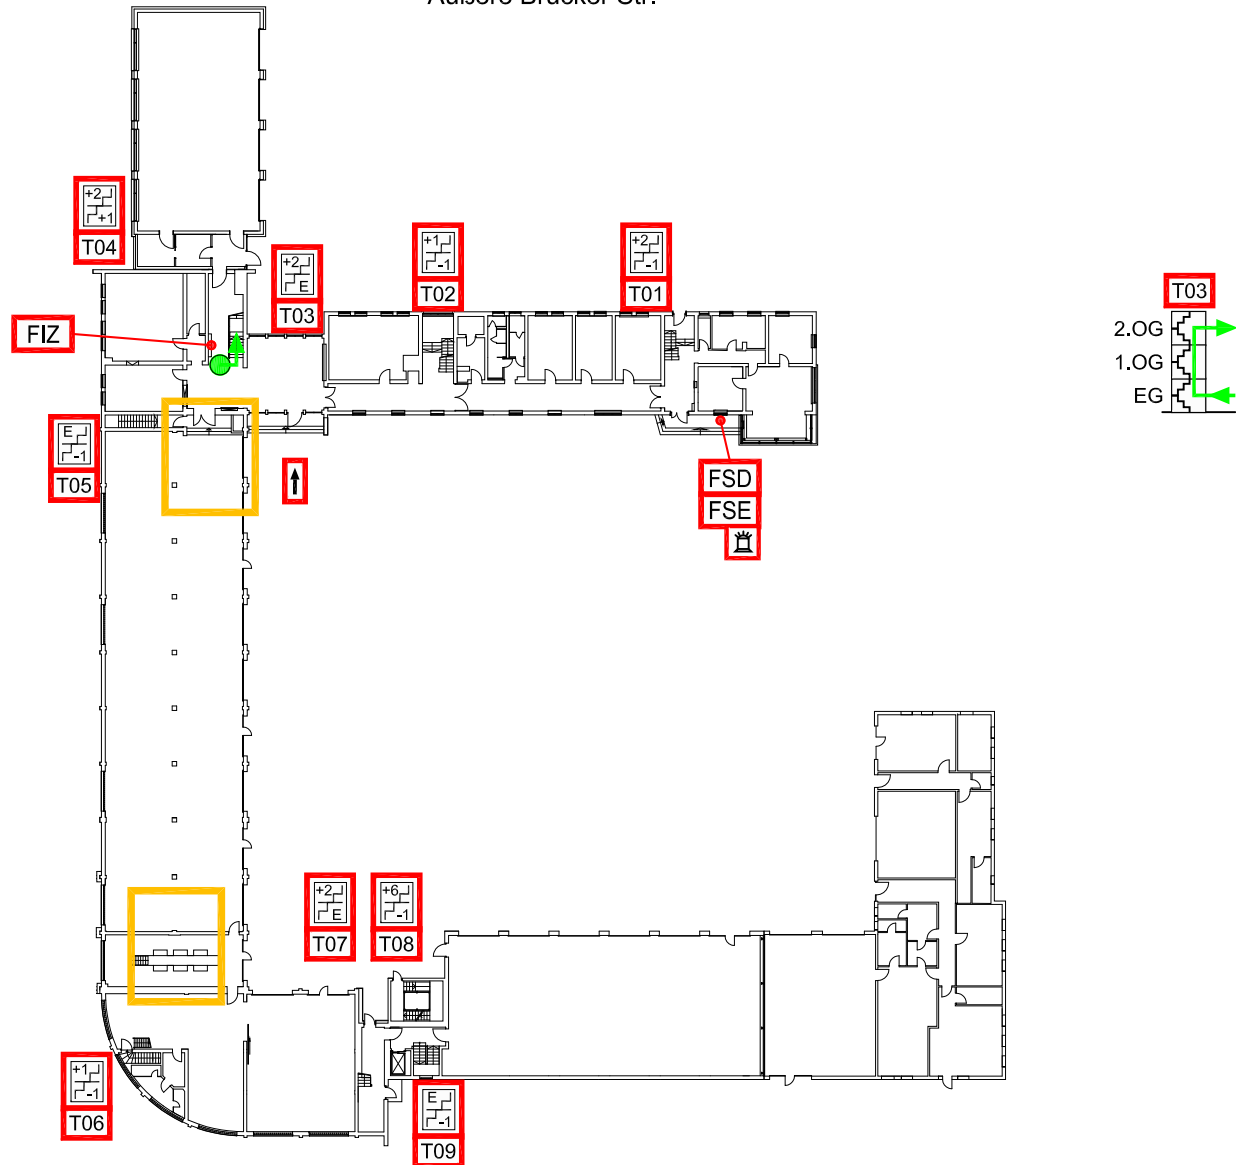 Äußere Brucker Str.
+2
+1
T04
+2
E
T03
+1
-1
T02
+2
-1
T01
T03
FIZ
2.OG
1.OG
EG
E
-1
T05
FSD
FSE
+2
E
T07
+6
-1
T08
+1
-1
T06
E
-1
T09